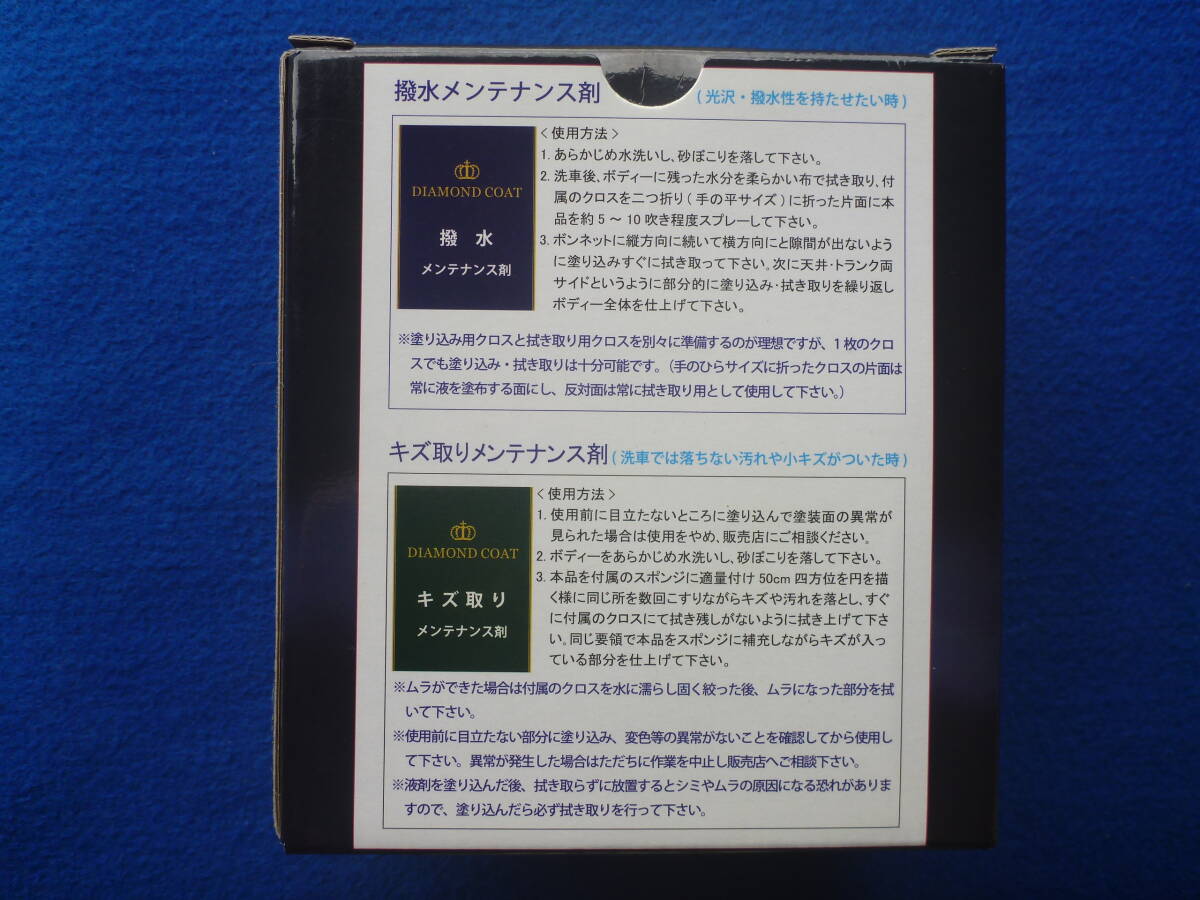 撥水メンテナンス剤
(光沢・撥水性を持たせたい時)
DIAMOND COAT
撥 水
メンテナンス剤
<使用方法>
1. あらかじめ水洗いし、砂ぼこりを落して下さい。
2. 洗車後、ボディーに残った水分を柔らかい布で拭き取り、付
属のクロスを二つ折り(手の平サイズ)に折った片面に本
品を約5～10吹き程度スプレーして下さい。
3. ボンネットに縦方向に続いて横方向にと隙間が出ないよう
に塗り込みすぐに拭き取って下さい。次に天井・トランク両
サイドというように部分的に塗り込み・拭き取りを繰り返し
ボディー全体を仕上げて下さい。
※塗り込み用クロスと拭き取り用クロスを別々に準備するのが理想ですが、1枚のクロ
スでも塗り込み・拭き取りは十分可能です。(手のひらサイズに折ったクロスの片面は
常に液を塗布する面にし、反対面は常に拭き取り用として使用して下さい。)
キズ取りメンテナンス剤(洗車では落ちない汚れや小キズがついた時)
DIAMOND COAT
キズ取り
メンテナンス剤
<使用方法>
1. 使用前に目立たないところに塗り込んで塗装面の異常が
見られた場合は使用をやめ、販売店にご相談ください。
2. ボディーをあらかじめ水洗いし、砂ぼこりを落して下さい。
3. 本品を付属のスポンジに適量付け50cm四方位を円を描
く様に同じ所を数回こすりながらキズや汚れを落とし、すぐ
に付属のクロスにて拭き残しがないように拭き上げて下さ
い。同じ要領で本品をスポンジに補充しながらキズが入っ
ている部分を仕上げて下さい。
※ムラができた場合は付属のクロスを水に濡らし固く絞った後、ムラになった部分を拭
いて下さい。
※使用前に目立たない部分に塗り込み、変色等の異常がないことを確認してから使用し
て下さい。異常が発生した場合はただちに作業を中止し販売店へご相談下さい。
※液剤を塗り込んだ後、拭き取らずに放置するとシミやムラの原因になる恐れがありま
すので、塗り込んだら必ず拭き取りを行って下さい。